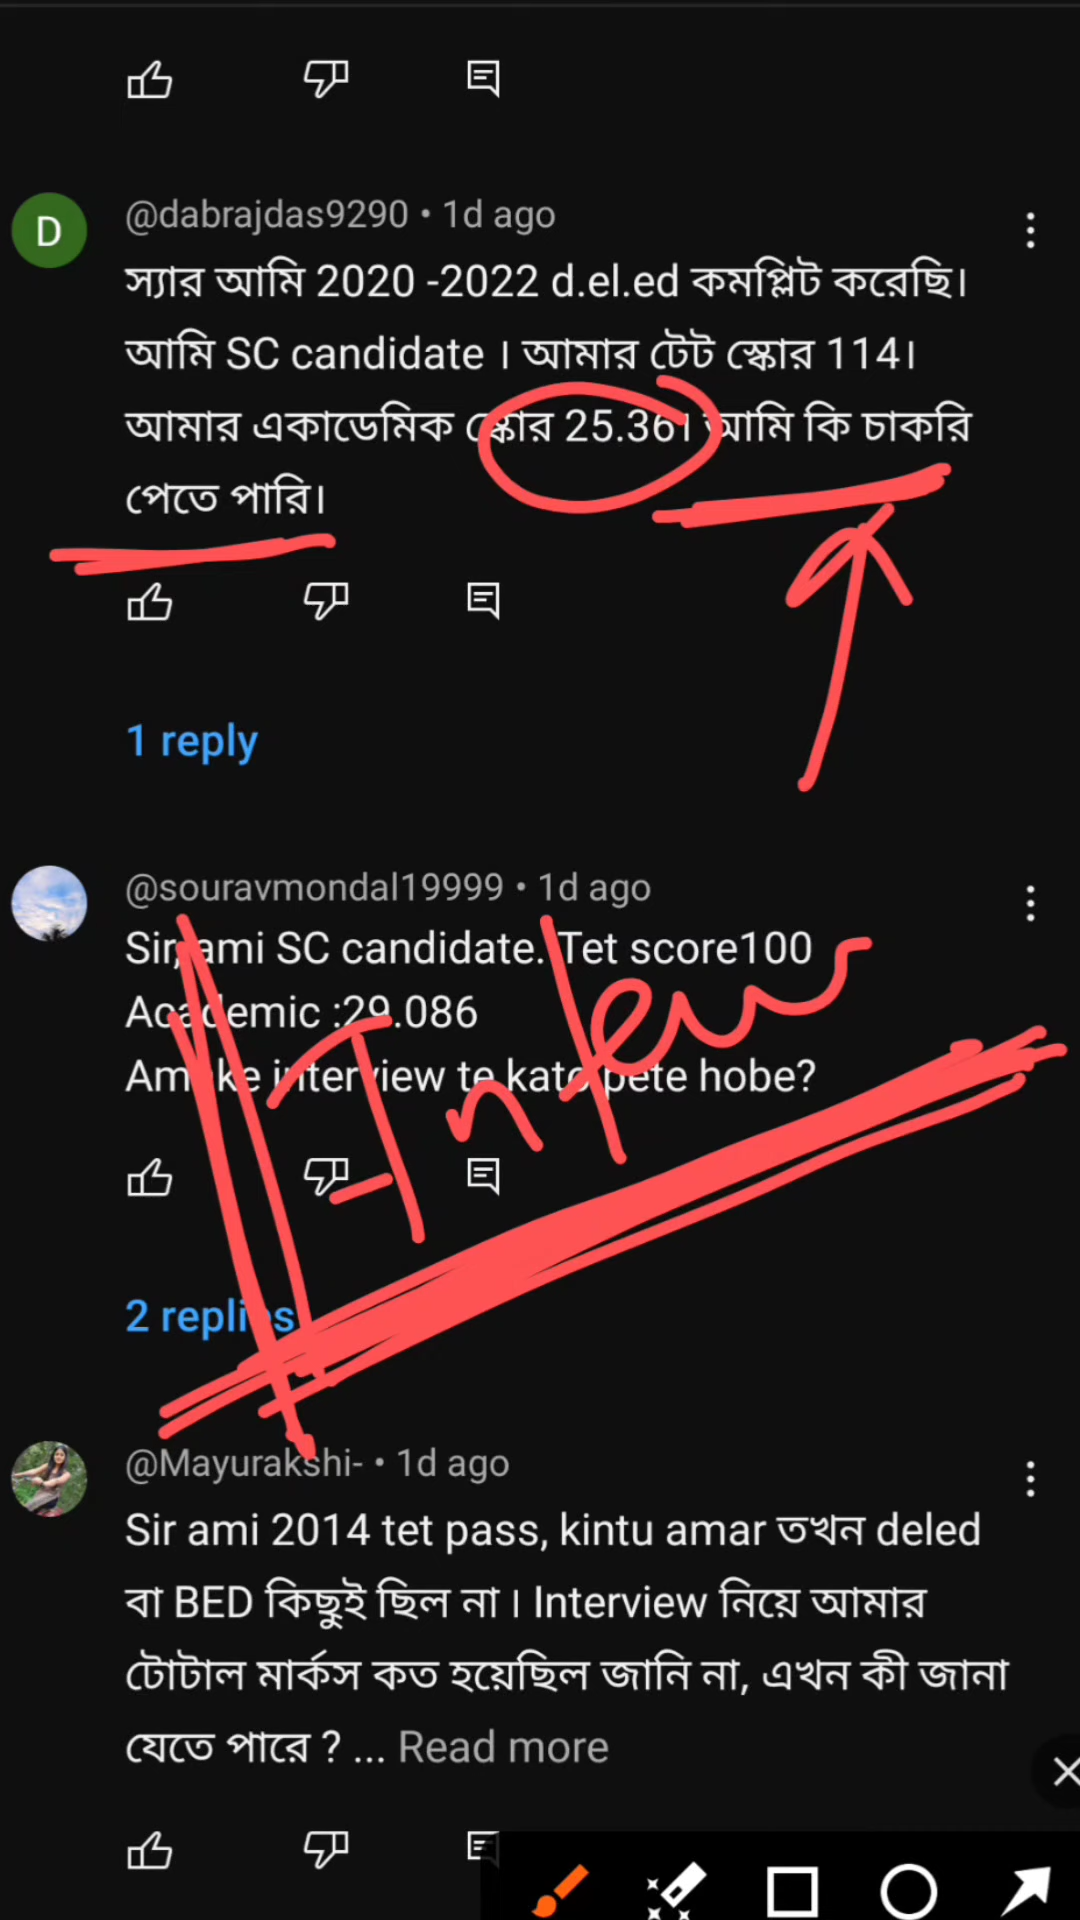 D
@dabrajdas9290 • 1d ago
স্যার আমি 2020 -2022 d.el.ed কমপ্লিট করেছি।
আমি SC candidate । আমার টেট স্কোর 114।
আমার একাডেমিক স্কোর 25.36। আমি কি চাকরি
পেতে পারি।
1 reply
@souravmondal19999 • 1d ago
Sir, ami SC candidate. Tet score100
Academic :29.086
Amake interview te kato pete hobe?
2 replies
@Mayurakshi- • 1d ago
Sir ami 2014 tet pass, kintu amar তখন deled
বা BED কিছুই ছিল না । Interview নিয়ে আমার
টোটাল মার্কস কত হয়েছিল জানি না, এখন কী জানা
যেতে পারে ? ... Read more